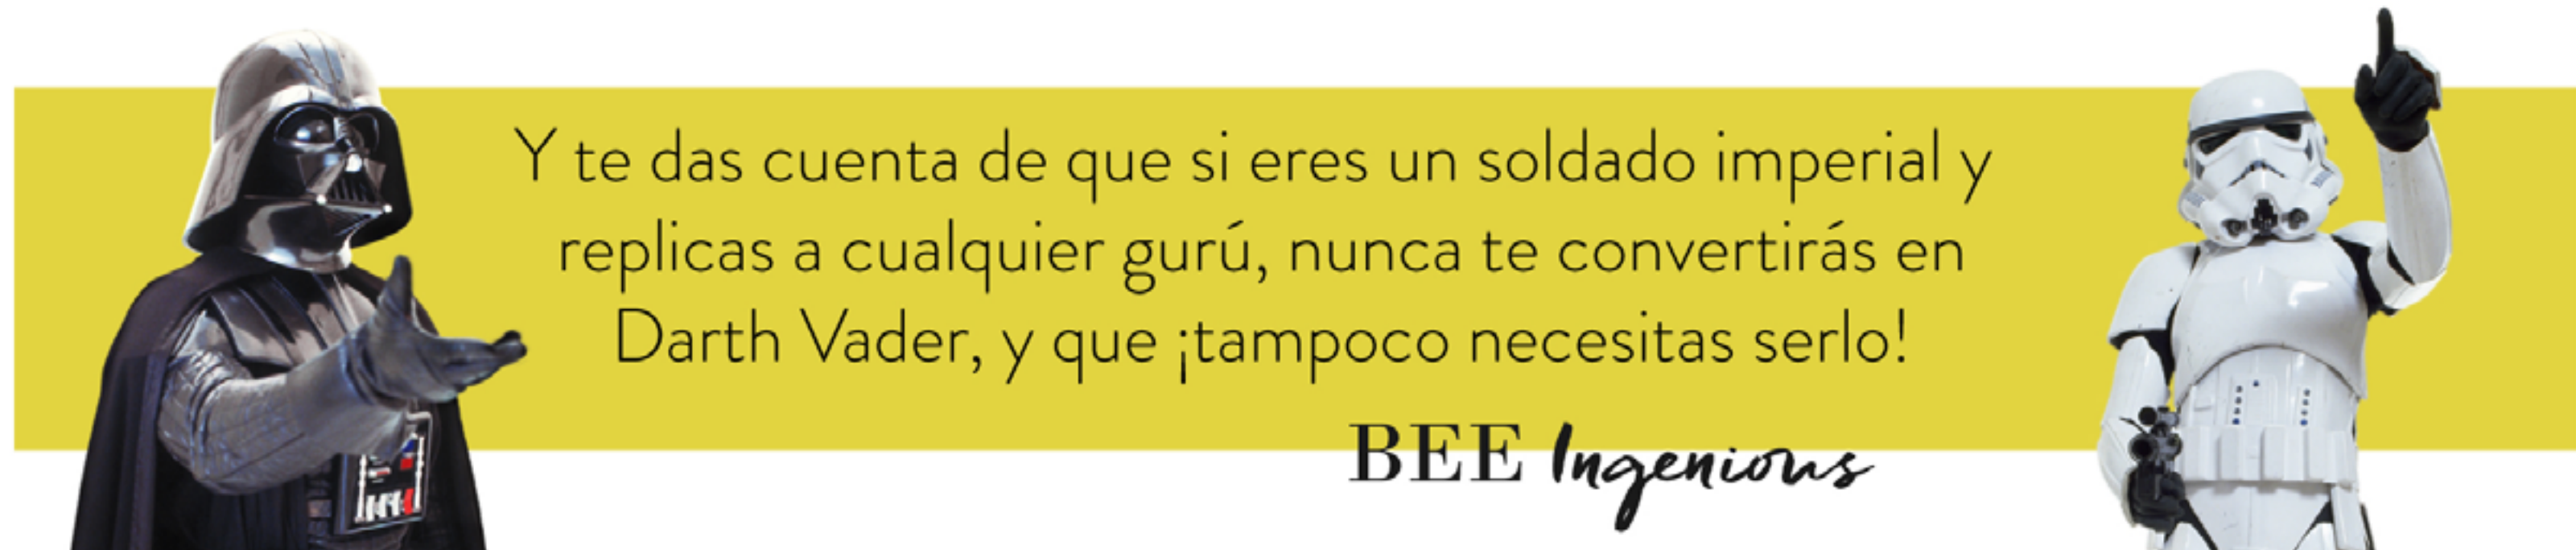 Y te das cuenta de que si eres un soldado imperial y
replicas a cualquier gurú, nunca te convertirás en
Darth Vader, y que ¡tampoco necesitas serlo!
BEE Ingenious